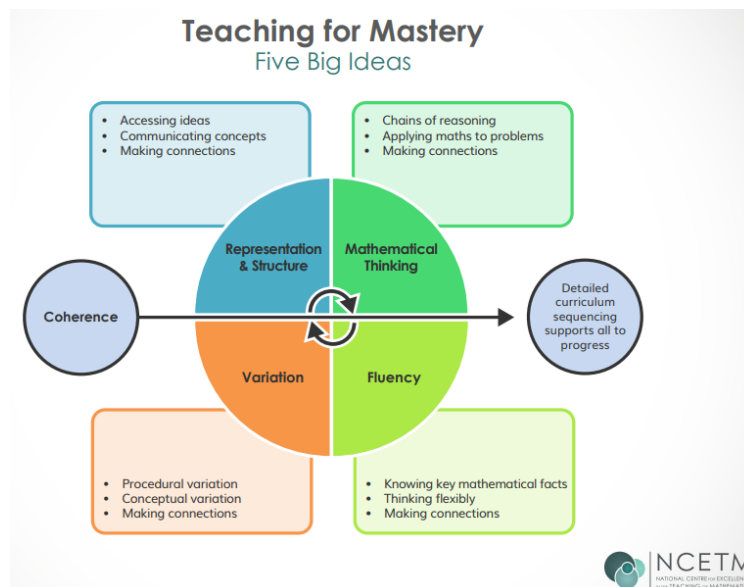 Teaching for Mastery
Five Big Ideas
• Accessing ideas
• Communicating concepts
• Making connections
• Chains of reasoning
• Applying maths to problems
• Making connections
Representation
& Structure
Mathematical
Thinking
Coherence
Detailed
curriculum
sequencing
supports all to
progress
Variation
Fluency
• Procedural variation
• Conceptual variation
• Making connections
• Knowing key mathematical facts
• Thinking flexibly
• Making connections
NCETM
NATIONAL CENTRE FOR EXCELLEN